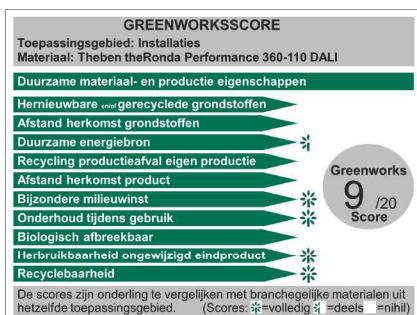 GREENWORKSSCORE
Toepassingsgebied: Installaties
Materiaal: Theben theRonda Performance 360-110 DALI
Duurzame materiaal- en productie eigenschappen
Hernieuwbare en/of gerecyclede grondstoffen
Afstand herkomst grondstoffen
Duurzame energiebron
Recycling productieafval eigen productie
Afstand herkomst product
Bijzondere milieuwinst
Onderhoud tijdens gebruik
Biologisch afbreekbaar
Herbruikbaarheid ongewijzigd eindproduct
Recyclebaarheid
Greenworks
9 /20
Score
De scores zijn onderling te vergelijken met branchegelijke materialen uit
hetzelfde toepassingsgebied. (Scores: =volledig =deels =nihil)